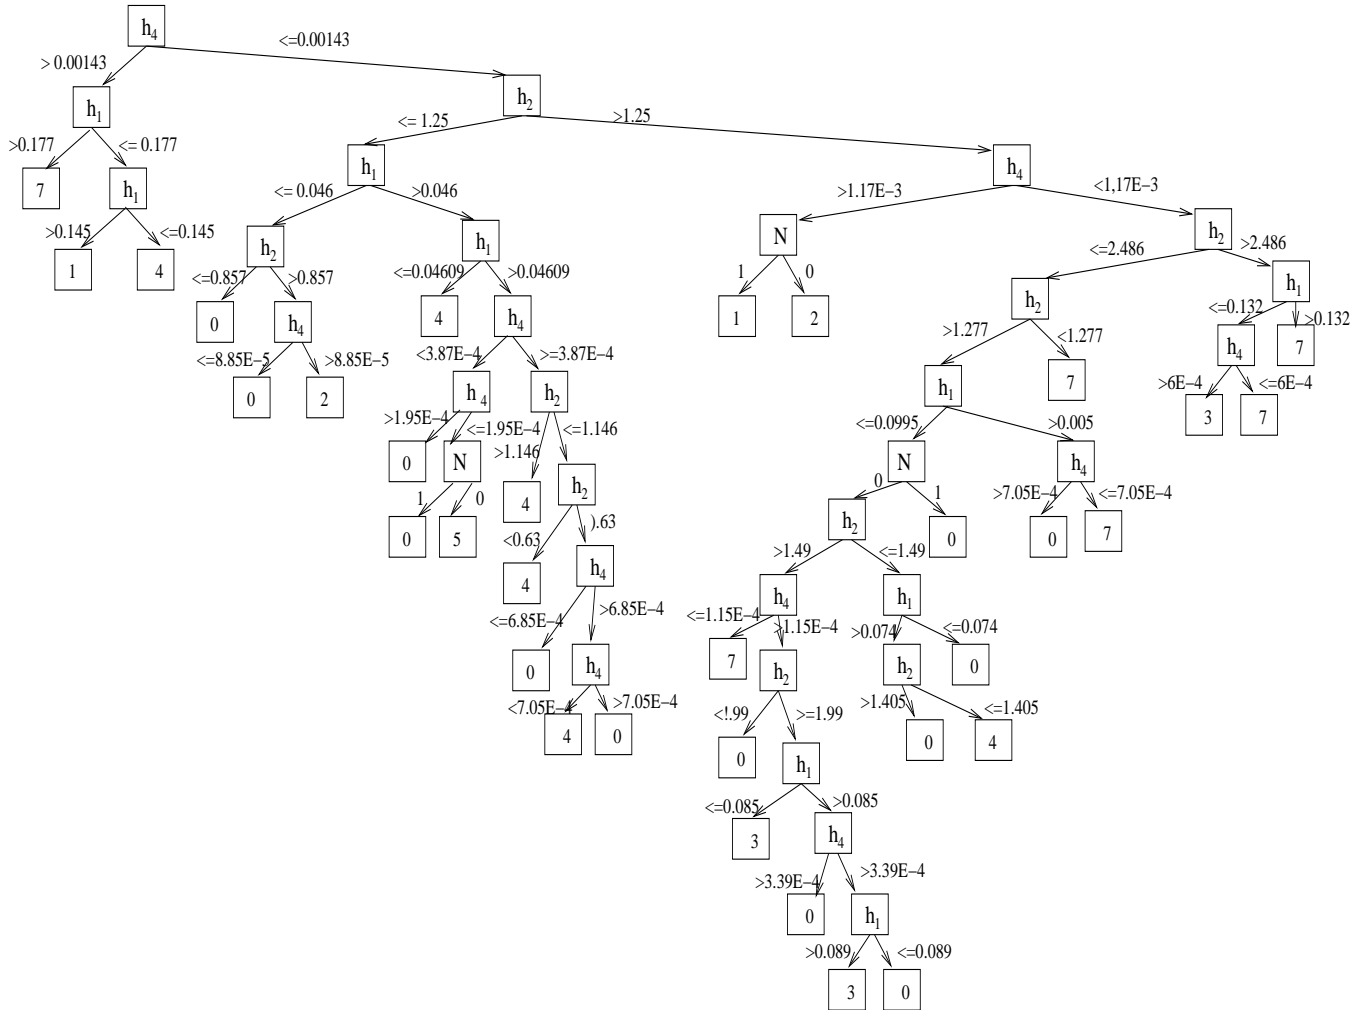 h4
<=0.00143
> 0.00143
h2
h1
<= 1.25
>1.25
>0.177
<= 0.177
h1
h4
7
h1
<= 0.046
>0.046
>1.17E−3
<1,17E−3
>0.145
<=0.145
h2
h1
N
h2
1
4
<=0.857
>0.857
<=0.04609
>0.04609
1
0
<=2.486
>2.486
0
h4
4
h4
1
2
h2
h1
<=0.132
>0.132
<=8.85E−5
>8.85E−5
<3.87E−4
>=3.87E−4
>1.277
<1.277
h4
7
0
2
h4
h2
h1
7
>6E−4
<=6E−4
>1.95E−4
<=1.95E−4
>1.146
<=1.146
<=0.0995
>0.005
3
7
0
N
h2
N
h4
1
0
4
0
1
>7.05E−4
<=7.05E−4
0
5
<0.63
).63
h2
0
0
7
4
h4
>1.49
<=1.49
<=6.85E−4
>6.85E−4
h4
h1
0
h4
<=1.15E−4
>1.15E−4
>0.074
<=0.074
7
h2
h2
0
<7.05E−4
>7.05E−4
<!.99
>=1.99
>1.405
<=1.405
4
0
0
h1
0
4
<=0.085
>0.085
3
h4
>3.39E−4
>3.39E−4
0
h1
>0.089
<=0.089
3
0